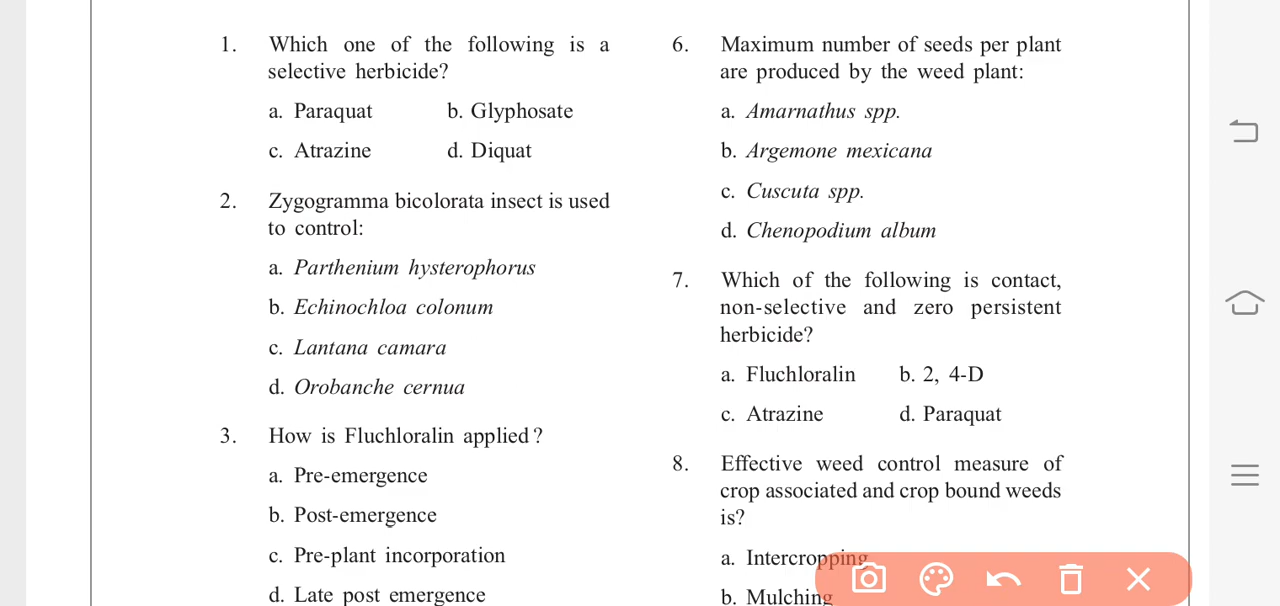 1. Which one of the following is a
selective herbicide?
a. Paraquat b. Glyphosate
c. Atrazine d. Diquat
2. Zygogramma bicolorata insect is used
to control:
a. Parthenium hysterophorus
b. Echinochloa colonum
c. Lantana camara
d. Orobanche cernua
3. How is Fluchloralin applied?
a. Pre-emergence
b. Post-emergence
c. Pre-plant incorporation
d. Late post emergence
6. Maximum number of seeds per plant
are produced by the weed plant:
a. Amarnathus spp.
b. Argemone mexicana
c. Cuscuta spp.
d. Chenopodium album
7. Which of the following is contact,
non-selective and zero persistent
herbicide?
a. Fluchloralin b. 2, 4-D
c. Atrazine d. Paraquat
8. Effective weed control measure of
crop associated and crop bound weeds
is?
a. Intercropping
b. Mulching